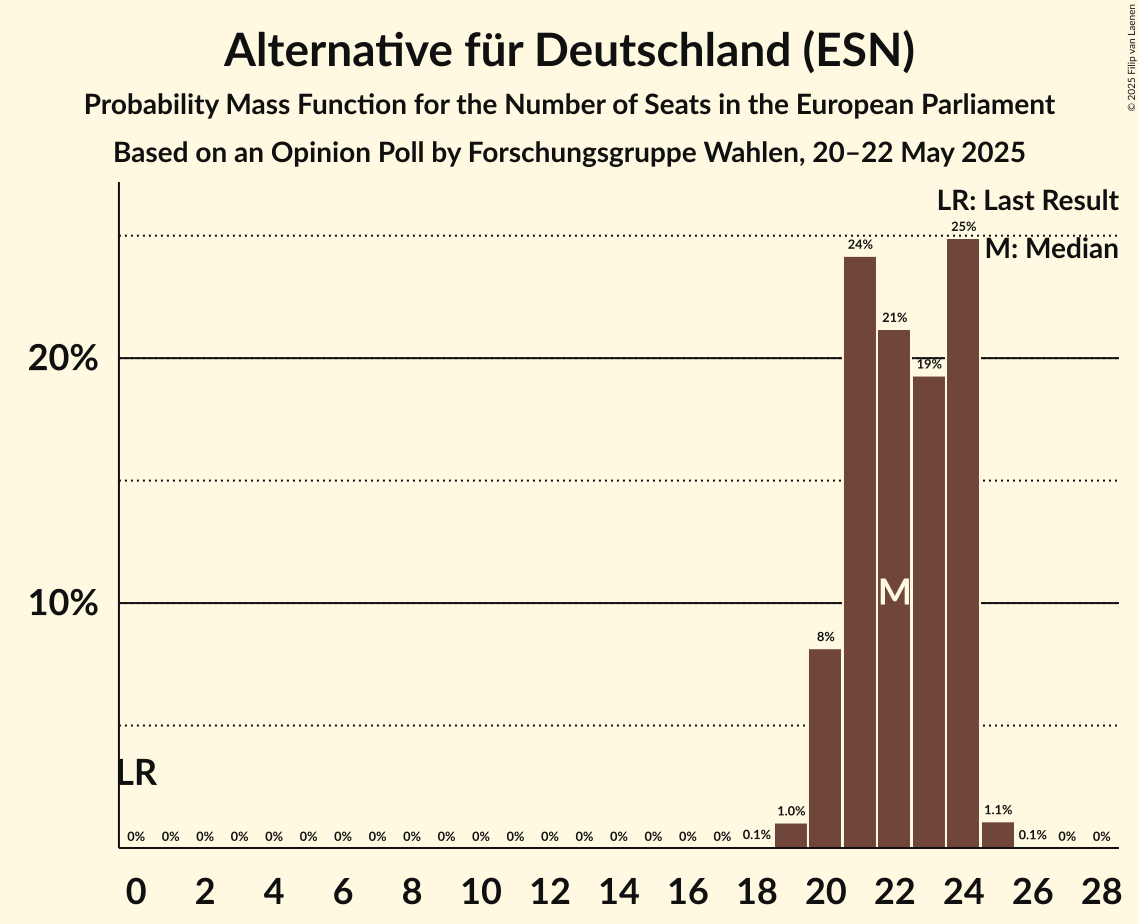 Alternative für Deutschland (ESN)
Probability Mass Function for the Number of Seats in the European Parliament
Based on an Opinion Poll by Forschungsgruppe Wahlen, 20–22 May 2025
© 2025 Filip van Laenen
LR: Last Result
M: Median
25%
24%
21%
20%
19%
10%
M
8%
LR
0% 0% 0% 0% 0% 0% 0% 0% 0% 0% 0% 0% 0% 0% 0% 0% 0% 0% 0.1% 1.0% 1.1% 0.1% 0% 0%
0 2 4 6 8 10 12 14 16 18 20 22 24 26 28